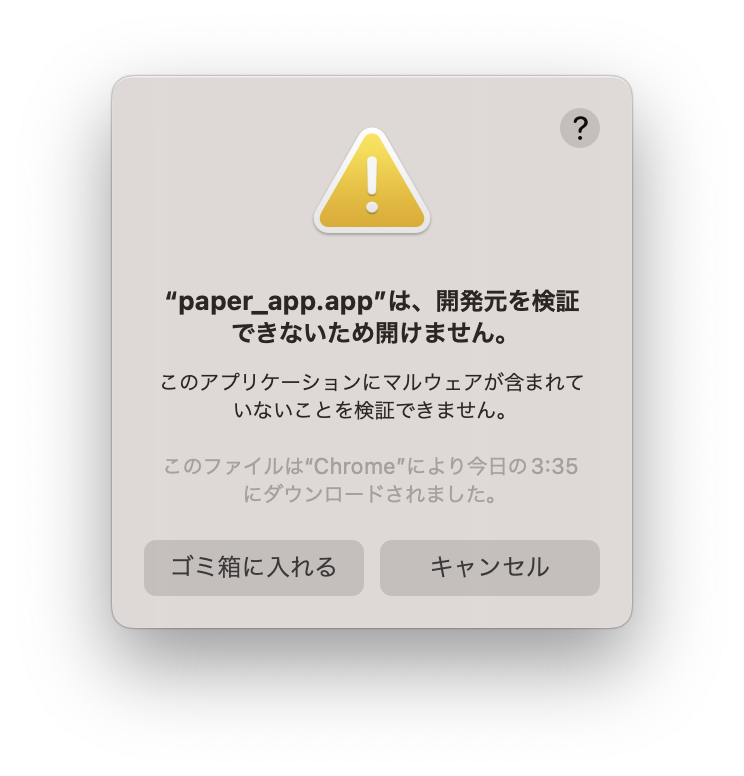 ?
“paper_app.app”は、開発元を検証
できないため開けません。
このアプリケーションにマルウェアが含まれて
いないことを検証できません。
このファイルは“Chrome”により今日の3:35
にダウンロードされました。
ゴミ箱に入れる
キャンセル